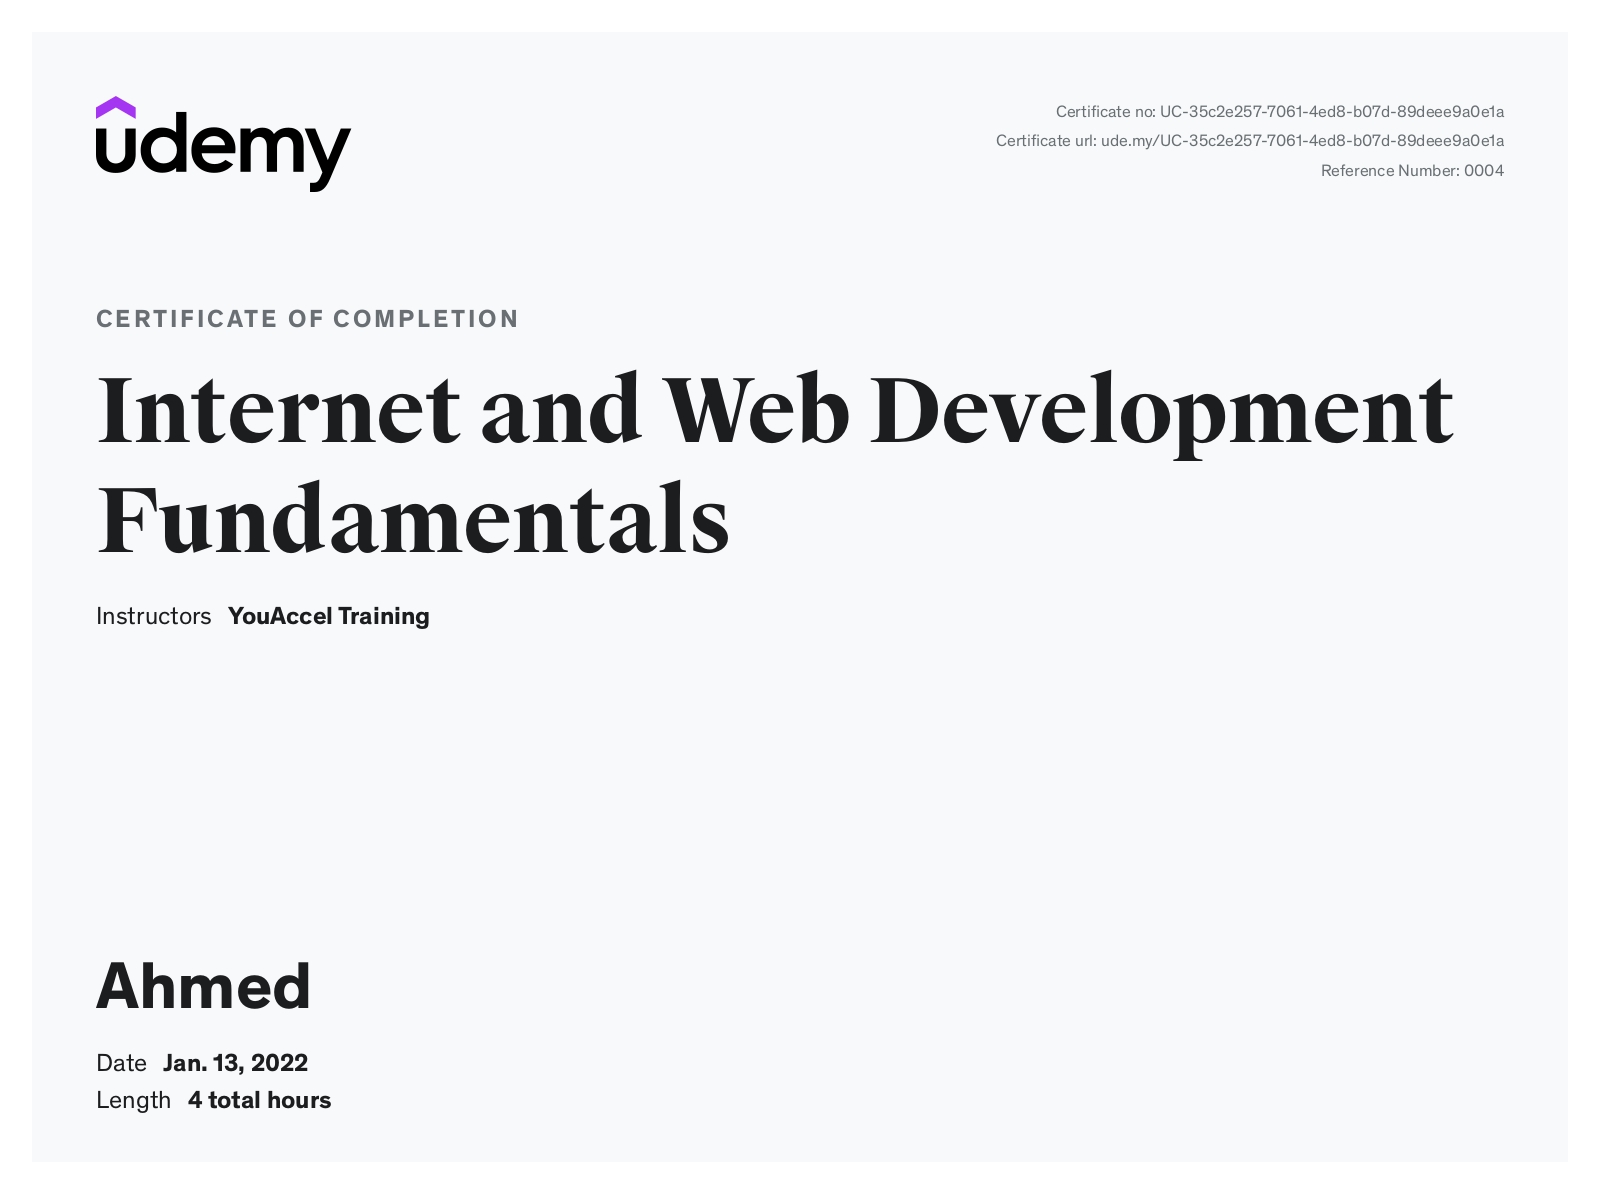 udemy
Certificate no: UC-35c2e257-7061-4ed8-b07d-89deee9a0e1a
Certificate url: ude.my/UC-35c2e257-7061-4ed8-b07d-89deee9a0e1a
Reference Number: 0004
CERTIFICATE OF COMPLETION
Internet and Web Development
Fundamentals
Instructors YouAccel Training
Ahmed
Date Jan. 13, 2022
Length 4 total hours